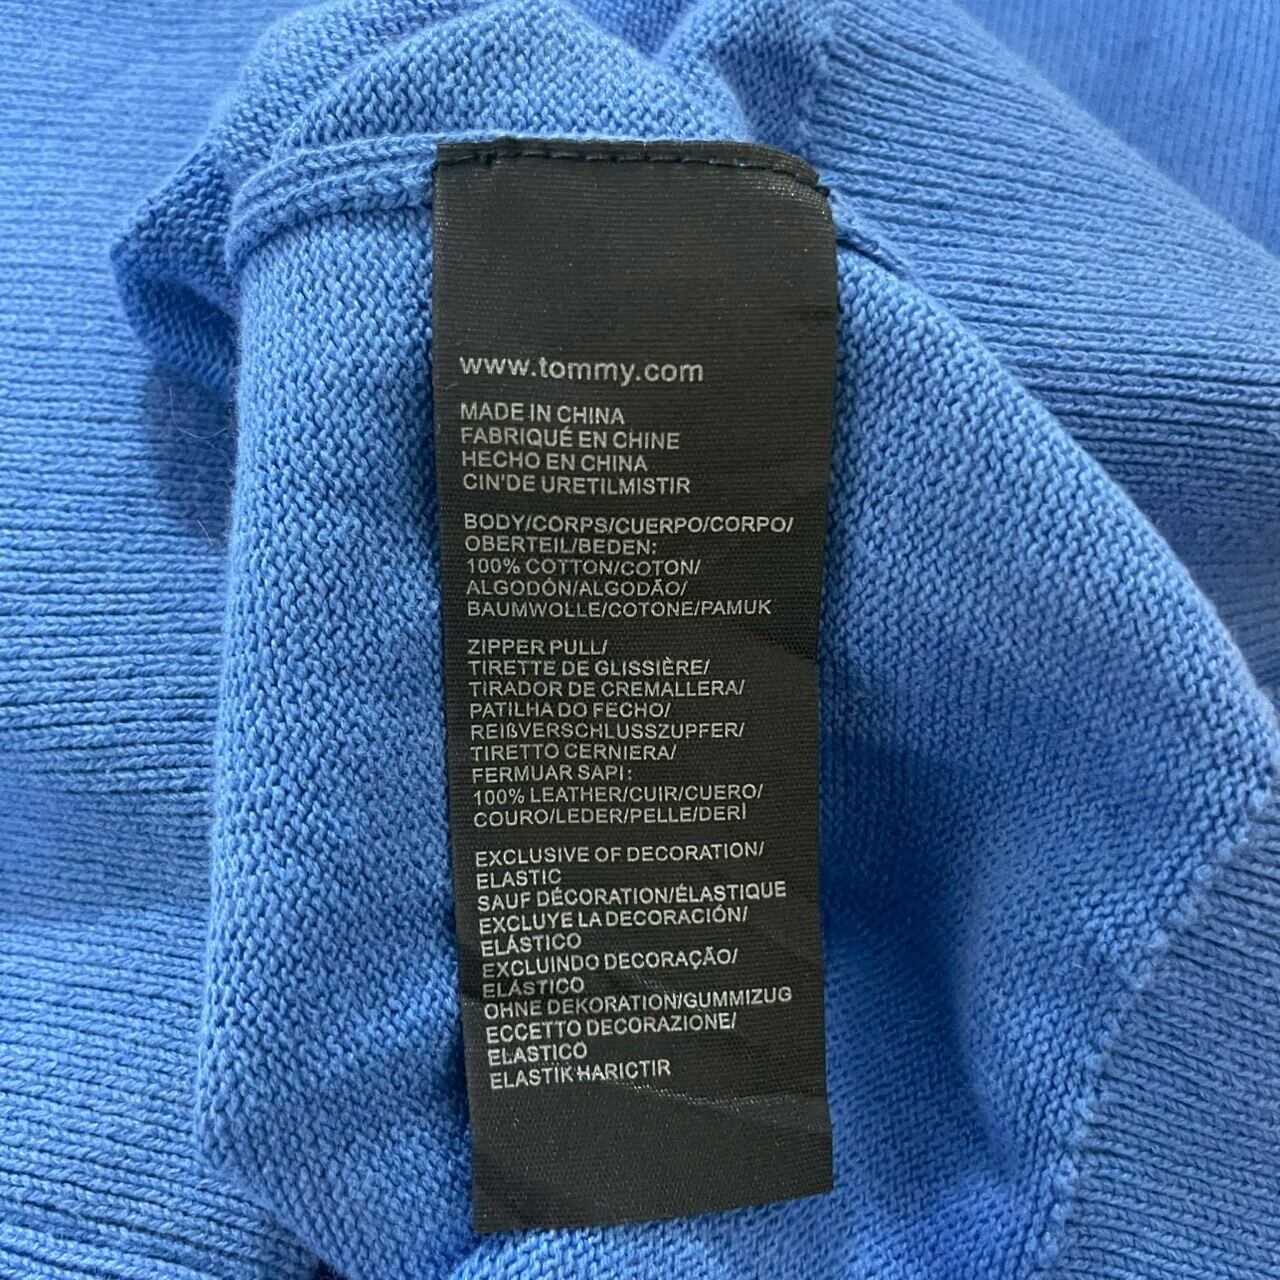 www.tommy.com
MADE IN CHINA
FABRIQUÉ EN CHINE
HECHO EN CHINA
CIN'DE URETILMISTIR
BODY/CORPS/CUERPO/CORPO/
OBERTEIL/BEDEN:
100% COTTON/COTON/
ALGODÓN/ALGODÃO/
BAUMWOLLE/COTONE/PAMUK
ZIPPER PULL/
TIRETTE DE GLISSIÈRE/
TIRADOR DE CREMALLERA/
PATILHA DO FECHO/
REIßVERSCHLUSSZUPFER/
TIRETTO CERNIERA/
FERMUAR SAPI:
100% LEATHER/CUIR/CUERO/
COURO/LEDER/PELLE/DERİ
EXCLUSIVE OF DECORATION/
ELASTIC
SAUF DÉCORATION/ÉLASTIQUE
EXCLUYE LA DECORACIÓN/
ELÁSTICO
EXCLUINDO DECORAÇÃO/
ELÁSTICO
OHNE DEKORATION/GUMMIZUG
ECCETTO DECORAZIONE/
ELASTICO
ELASTİK HARICTIR